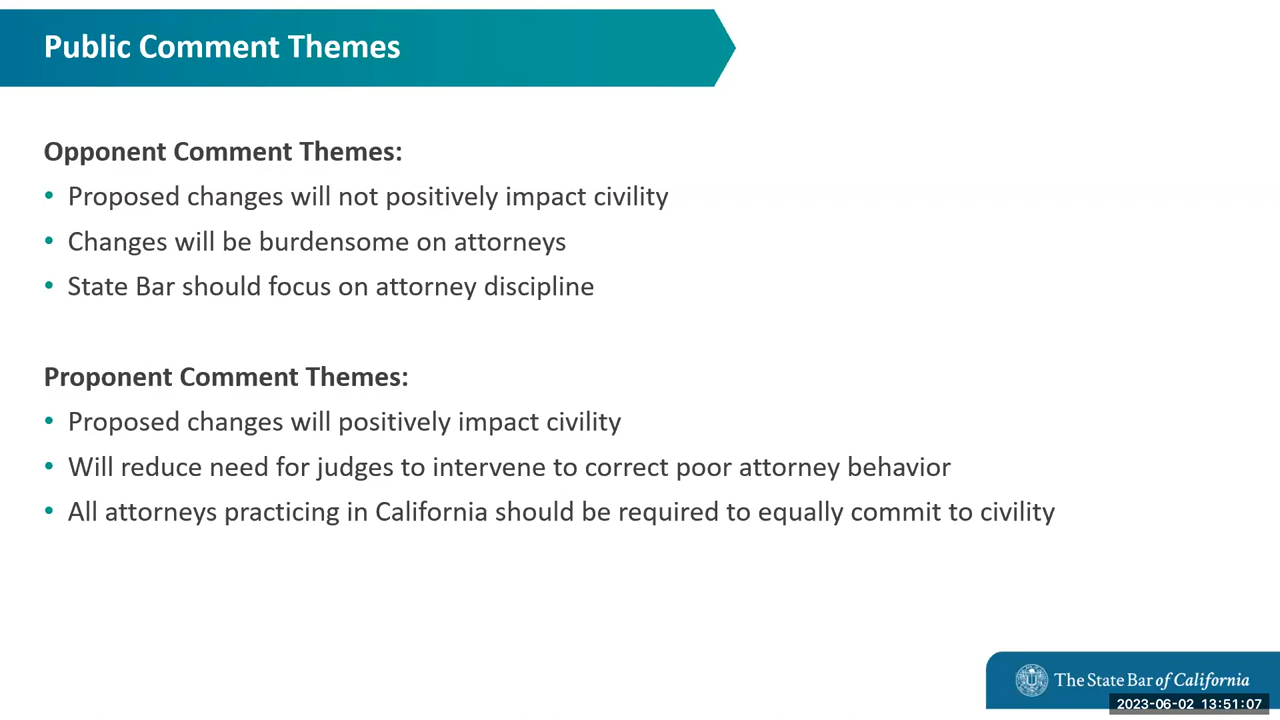 Public Comment Themes
Opponent Comment Themes:
• Proposed changes will not positively impact civility
• Changes will be burdensome on attorneys
• State Bar should focus on attorney discipline
Proponent Comment Themes:
• Proposed changes will positively impact civility
• Will reduce need for judges to intervene to correct poor attorney behavior
• All attorneys practicing in California should be required to equally commit to civility
The State Bar of California
2023-06-02 13:51:07